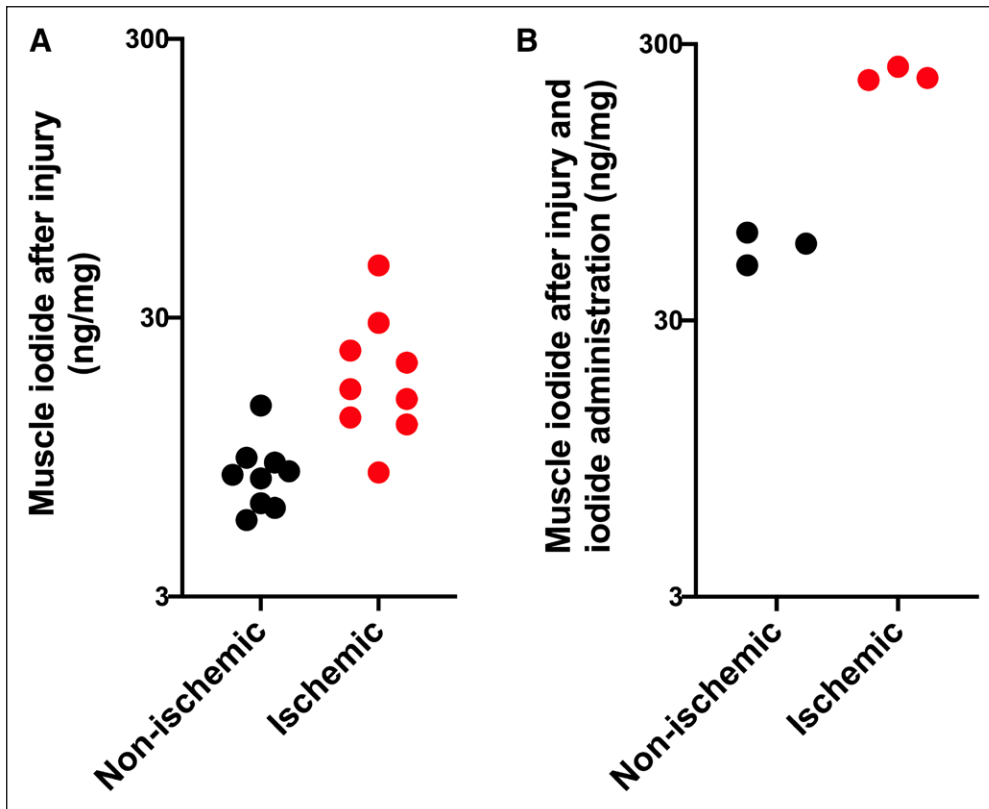 A
Muscle iodide after injury
(ng/mg)
300
30
3
Non-ischemic
Ischemic
B
Muscle iodide after injury and
iodide administration (ng/mg)
300
30
3
Non-ischemic
Ischemic